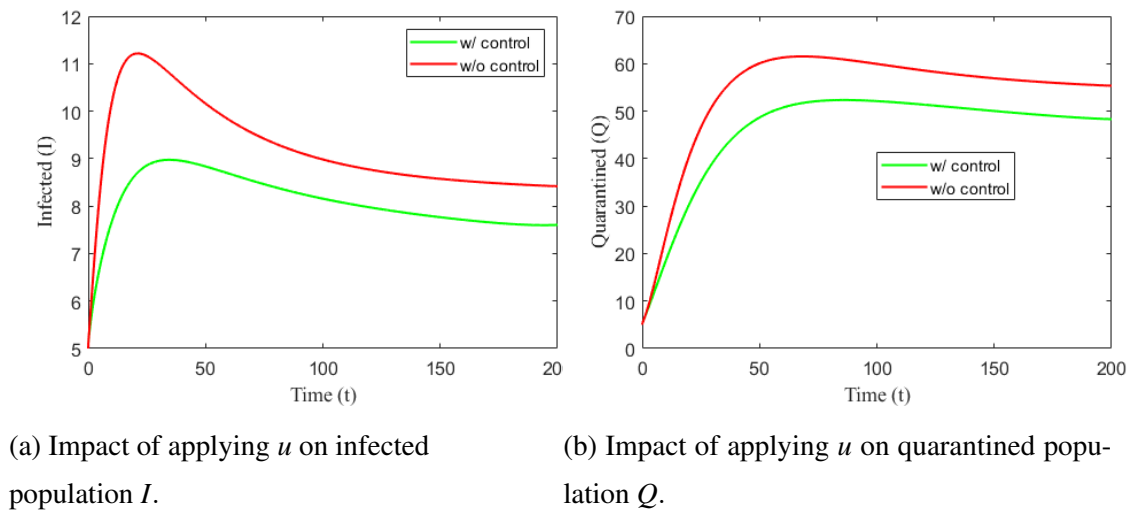 12
11
10
9
8
7
6
5
Infected (I)
w/ control
w/o control
0
50
100
150
20
Time (t)
70
60
50
40
30
20
10
0
Quarantined (Q)
w/ control
w/o control
0
50
100
150
200
Time (t)
(a) Impact of applying u on infected
population I.
(b) Impact of applying u on quarantined popu-
lation Q.